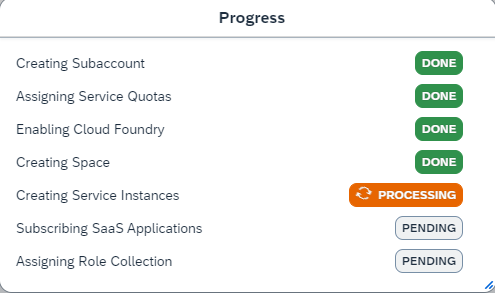 Progress
Creating Subaccount DONE
Assigning Service Quotas DONE
Enabling Cloud Foundry DONE
Creating Space DONE
Creating Service Instances PROCESSING
Subscribing SaaS Applications PENDING
Assigning Role Collection PENDING